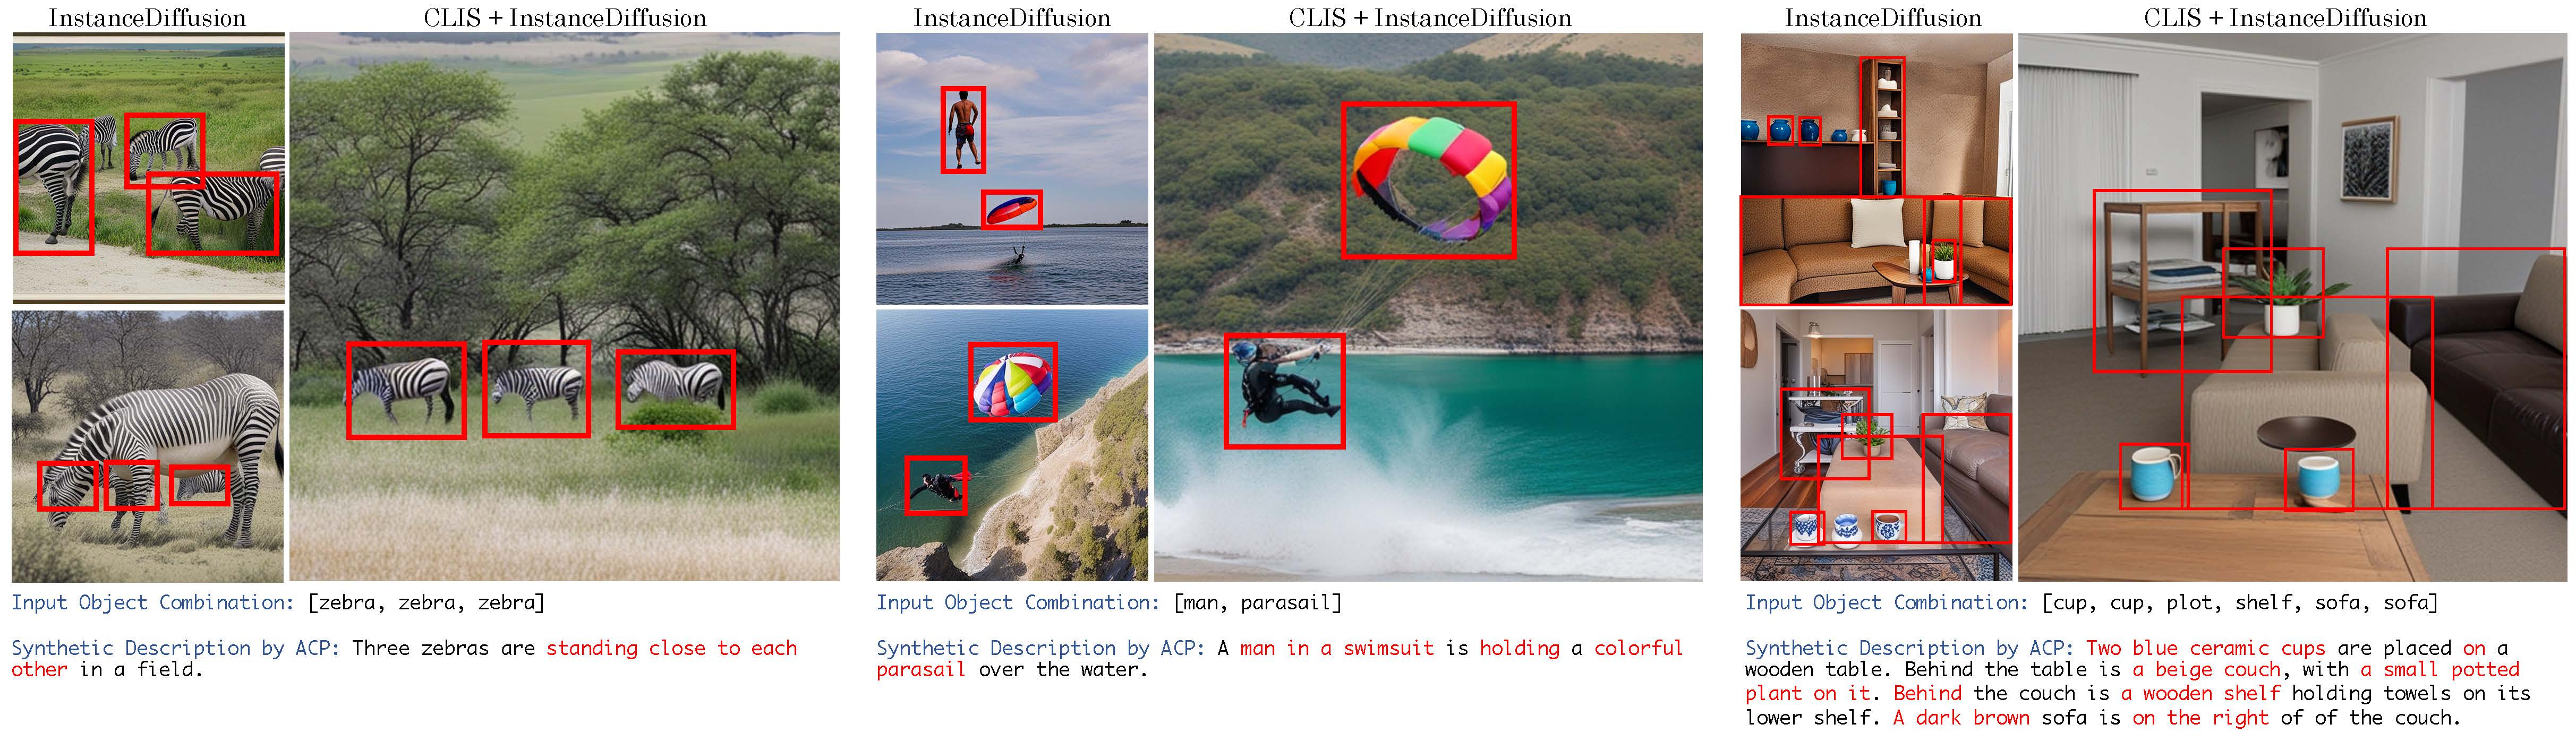 InstanceDiffusion
CLIS + InstanceDiffusion
Input Object Combination: [zebra, zebra, zebra]
Synthetic Description by ACP: Three zebras are standing close to each
other in a field.
InstanceDiffusion
CLIS + InstanceDiffusion
Input Object Combination: [man, parasail]
Synthetic Description by ACP: A man in a swimsuit is holding a colorful
parasail over the water.
InstanceDiffusion
CLIS + InstanceDiffusion
Input Object Combination: [cup, cup, plot, shelf, sofa, sofa]
Synthetic Description by ACP: Two blue ceramic cups are placed on a
wooden table. Behind the table is a beige couch, with a small potted
plant on it. Behind the couch is a wooden shelf holding towels on its
lower shelf. A dark brown sofa is on the right of of the couch.